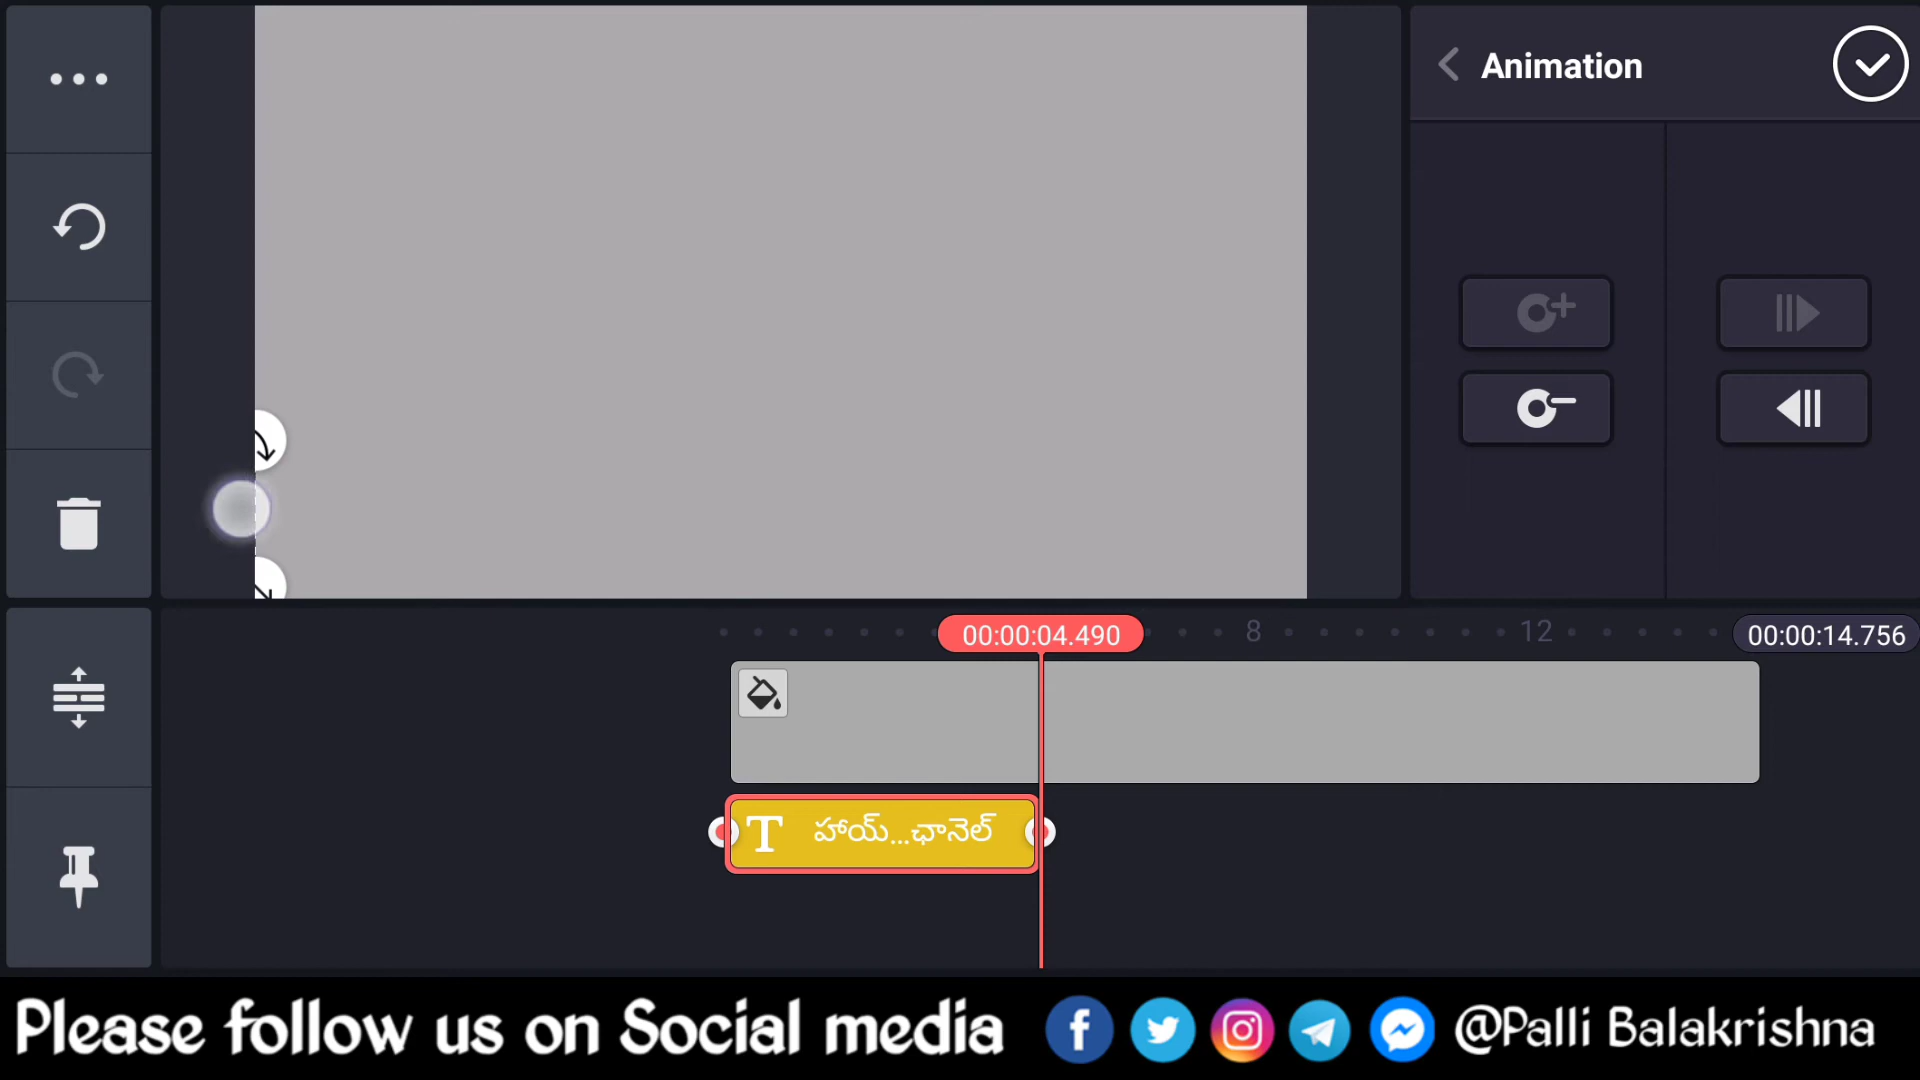 Animation
00:00:04.490
8
12
00:00:14.756
T హాయ్...ఛానెల్
Please follow us on Social media @Palli Balakrishna